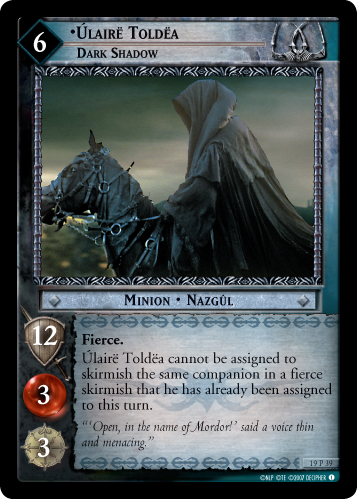 6
•Úlairë Toldëa
Dark Shadow
Minion • Nazgûl
12
Fierce.
Úlairë Toldëa cannot be assigned to
skirmish the same companion in a fierce
skirmish that he has already been assigned
to this turn.
3
"'Open, in the name of Mordor!' said a voice thin
and menacing."
3
19 P 19
©NLP ©TE ©2007 DECIPHER